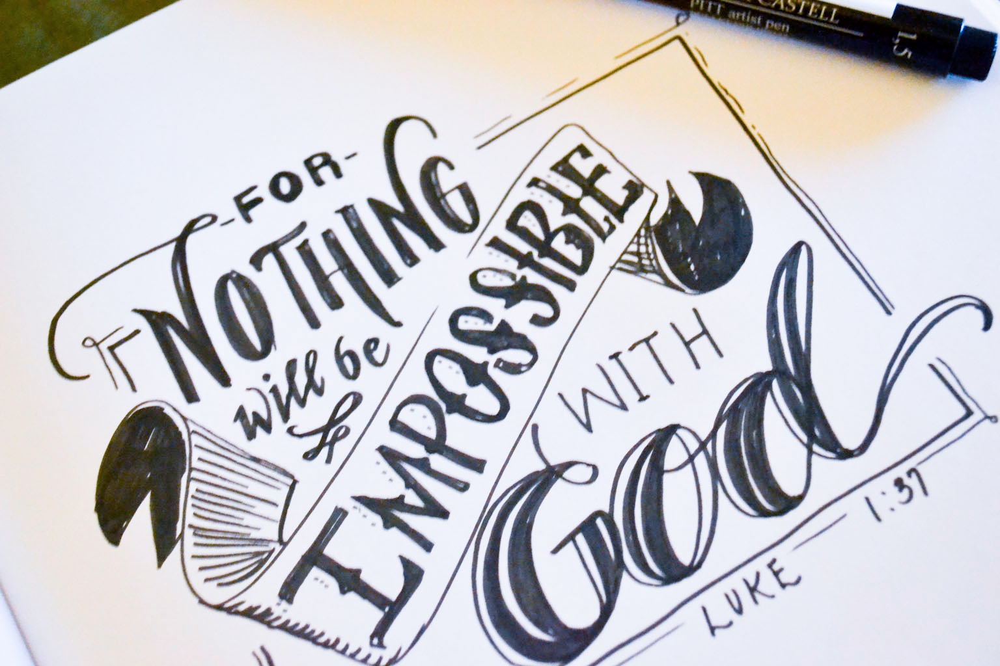 -FOR-
NOTHING
will be
IMPOSSIBLE
WITH
God
LUKE 1:37
CASTELL
PITT artist pen
1,5